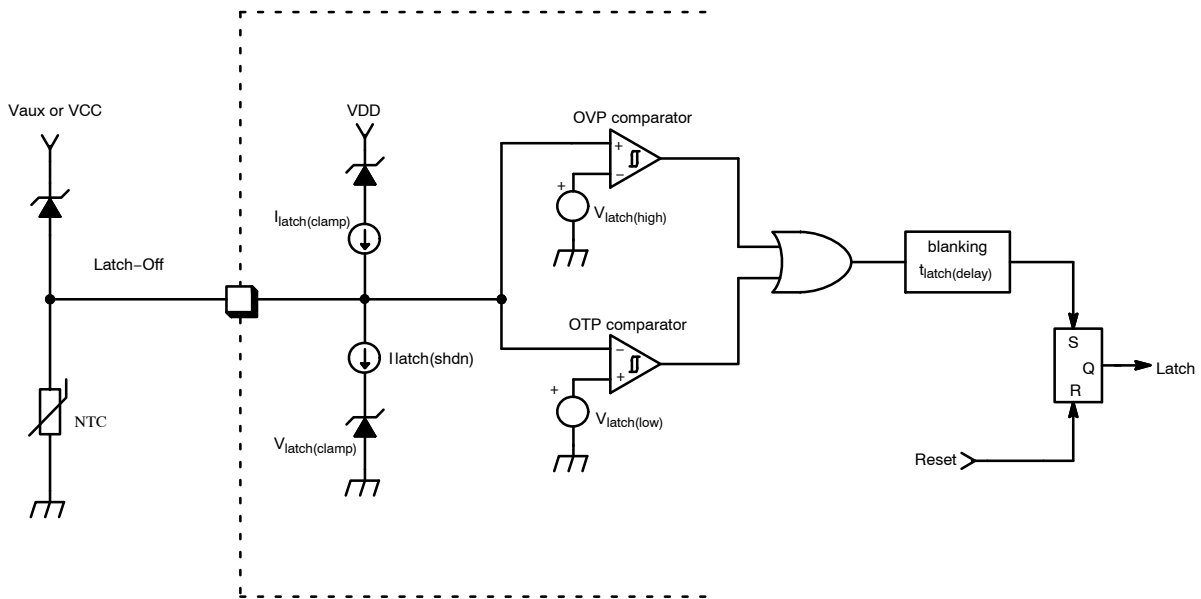 Vaux or VCC
VDD
OVP comparator
+
−
+
Vlatch(high)
Ilatch(clamp)
Latch−Off
blanking
tlatch(delay)
OTP comparator
−
+
+
Vlatch(low)
I latch(shdn)
NTC
Vlatch(clamp)
S
Q
R
Latch
Reset